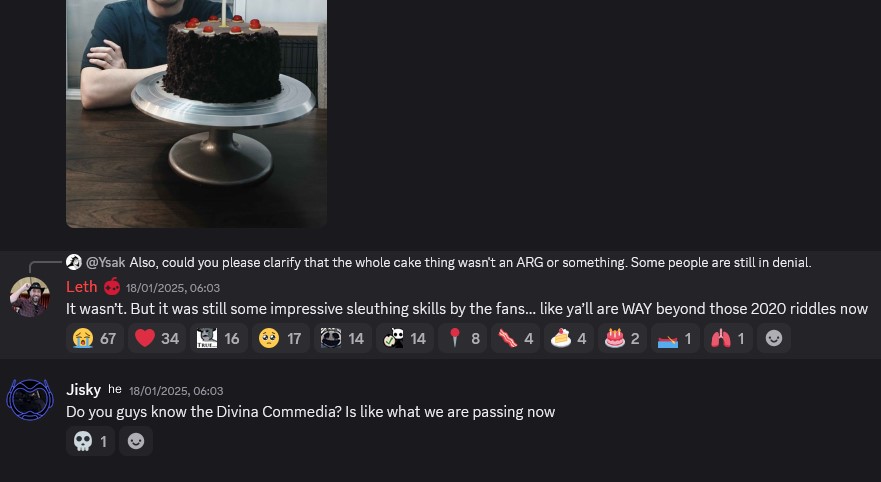 @Ysak Also, could you please clarify that the whole cake thing wasn't an ARG or something. Some people are still in denial.
Leth 18/01/2025, 06:03
It wasn't. But it was still some impressive sleuthing skills by the fans... like ya'll are WAY beyond those 2020 riddles now
67 34 16 17 14 14 8 4 4 2 1 1
TRUE...
Jisky he 18/01/2025, 06:03
Do you guys know the Divina Commedia? Is like what we are passing now
1